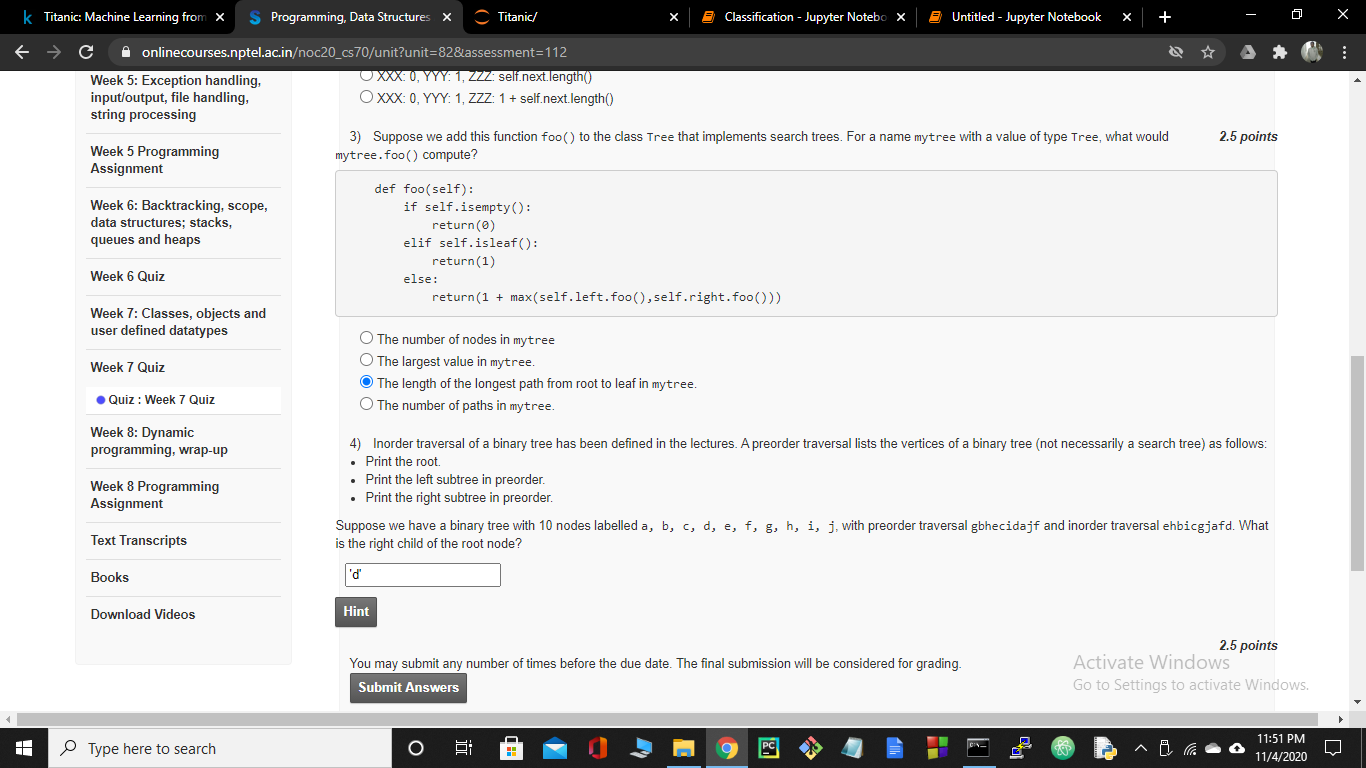 Titanic: Machine Learning from
Programming, Data Structures
Titanic/
Classification - Jupyter Notebo
Untitled - Jupyter Notebook
onlinecourses.nptel.ac.in/noc20_cs70/unit?unit=82&assessment=112
Week 5: Exception handling,
input/output, file handling,
string processing
Week 5 Programming
Assignment
Week 6: Backtracking, scope,
data structures; stacks,
queues and heaps
Week 6 Quiz
Week 7: Classes, objects and
user defined datatypes
Week 7 Quiz
Quiz : Week 7 Quiz
Week 8: Dynamic
programming, wrap-up
Week 8 Programming
Assignment
Text Transcripts
Books
Download Videos
XXX: 0, YYY: 1, ZZZ: self.next.length()
XXX: 0, YYY: 1, ZZZ: 1 + self.next.length()
3) Suppose we add this function foo() to the class Tree that implements search trees. For a name mytree with a value of type Tree, what would 2.5 points
mytree.foo() compute?
def foo(self):
if self.isempty():
return(0)
elif self.isleaf():
return(1)
else:
return(1 + max(self.left.foo(),self.right.foo()))
The number of nodes in mytree
The largest value in mytree.
The length of the longest path from root to leaf in mytree.
The number of paths in mytree.
4) Inorder traversal of a binary tree has been defined in the lectures. A preorder traversal lists the vertices of a binary tree (not necessarily a search tree) as follows:
• Print the root.
• Print the left subtree in preorder.
• Print the right subtree in preorder.
Suppose we have a binary tree with 10 nodes labelled a, b, c, d, e, f, g, h, i, j, with preorder traversal gbhecidajf and inorder traversal ehbicgjafd. What
is the right child of the root node?
'd'
Hint
2.5 points
You may submit any number of times before the due date. The final submission will be considered for grading.
Submit Answers
Activate Windows
Go to Settings to activate Windows.
Type here to search
11:51 PM
11/4/2020